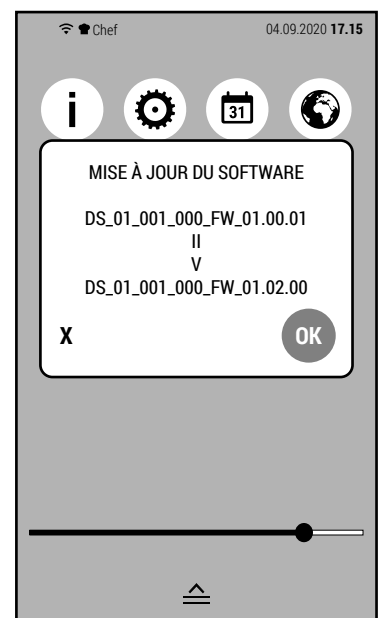 Chef 04.09.2020 17.15
i
31
MISE À JOUR DU SOFTWARE
DS_01_001_000_FW_01.00.01
II
V
DS_01_001_000_FW_01.02.00
X OK